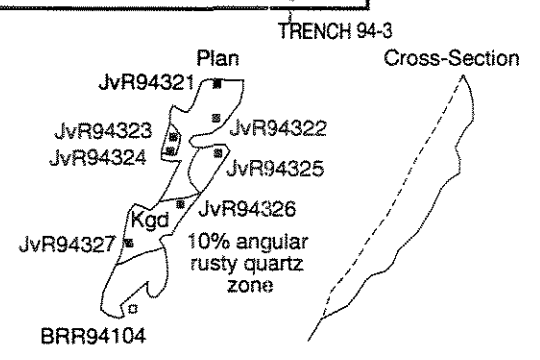 TRENCH 94-3
Plan
Cross-Section
JvR94321
JvR94322
JvR94323
JvR94324
JvR94325
JvR94326
Kgd
JvR94327
10% angular
rusty quartz
zone
BRR94104